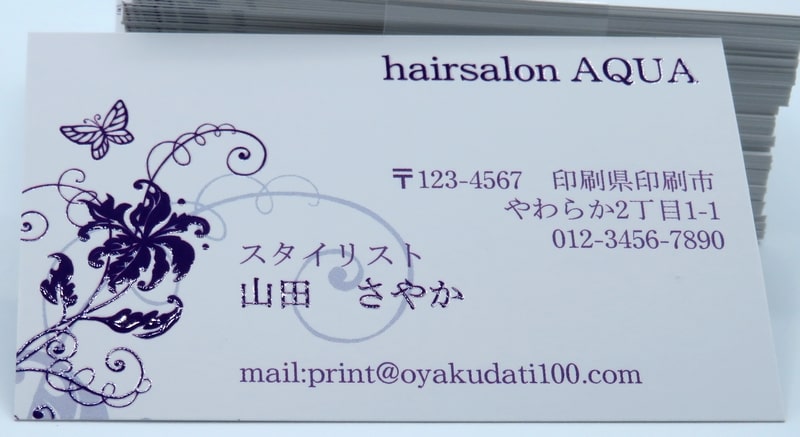 hairsalon AQUA
〒123-4567　印刷県印刷市
やわらか2丁目1-1
012-3456-7890
スタイリスト
山田　さやか
mail:print@oyakudati100.com